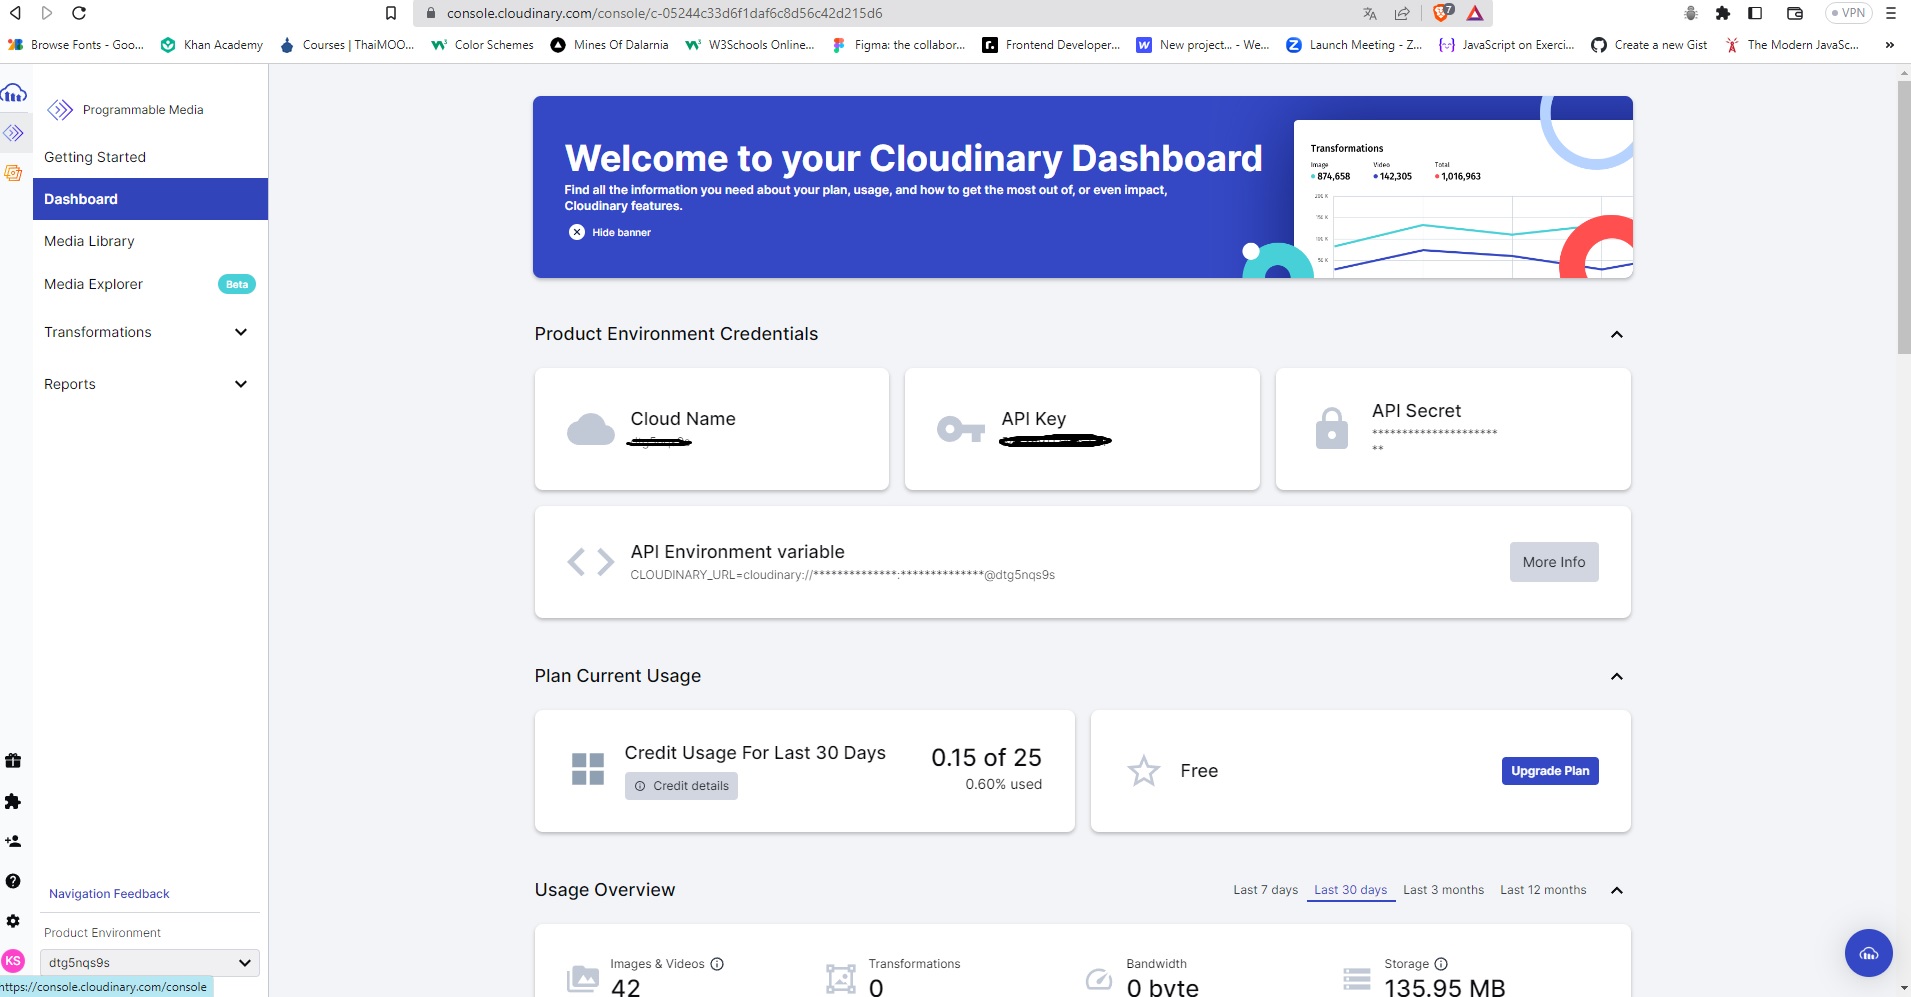 console.cloudinary.com/console/c-05244c33d6f1daf6c8d56c42d215d6
7
VPN
Browse Fonts - Goo...
Khan Academy
Courses | ThaiMOO...
Color Schemes
Mines Of Dalarnia
W3Schools Online...
Figma: the collabor...
Frontend Developer...
New project... - We...
Launch Meeting - Z...
JavaScript on Exerci...
Create a new Gist
The Modern JavaSc...
»
Programmable Media
Getting Started
Dashboard
Media Library
Media Explorer
Beta
Transformations
Reports
Navigation Feedback
Product Environment
KS
dtg5nqs9s
https://console.cloudinary.com/console
Welcome to your Cloudinary Dashboard
Find all the information you need about your plan, usage, and how to get the most out of, or even impact,
Cloudinary features.
Hide banner
Transformations
Image Video Total
874,658 142,305 1,016,963
200 K
150 K
100 K
50 K
Product Environment Credentials
Cloud Name
API Key
API Secret
*********************
**
API Environment variable
CLOUDINARY_URL=cloudinary://**************:**************@dtg5nqs9s
More Info
Plan Current Usage
Credit Usage For Last 30 Days
Credit details
0.15 of 25
0.60% used
Free
Upgrade Plan
Usage Overview
Last 7 days
Last 30 days
Last 3 months
Last 12 months
Images & Videos
42
Transformations
0
Bandwidth
0 byte
Storage
135.95 MB